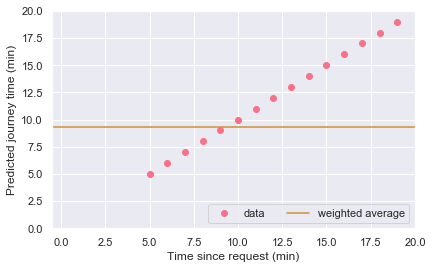 20.0
17.5
15.0
12.5
10.0
7.5
5.0
2.5
0.0
Predicted journey time (min)
data weighted average
0.0 2.5 5.0 7.5 10.0 12.5 15.0 17.5 20.0
Time since request (min)